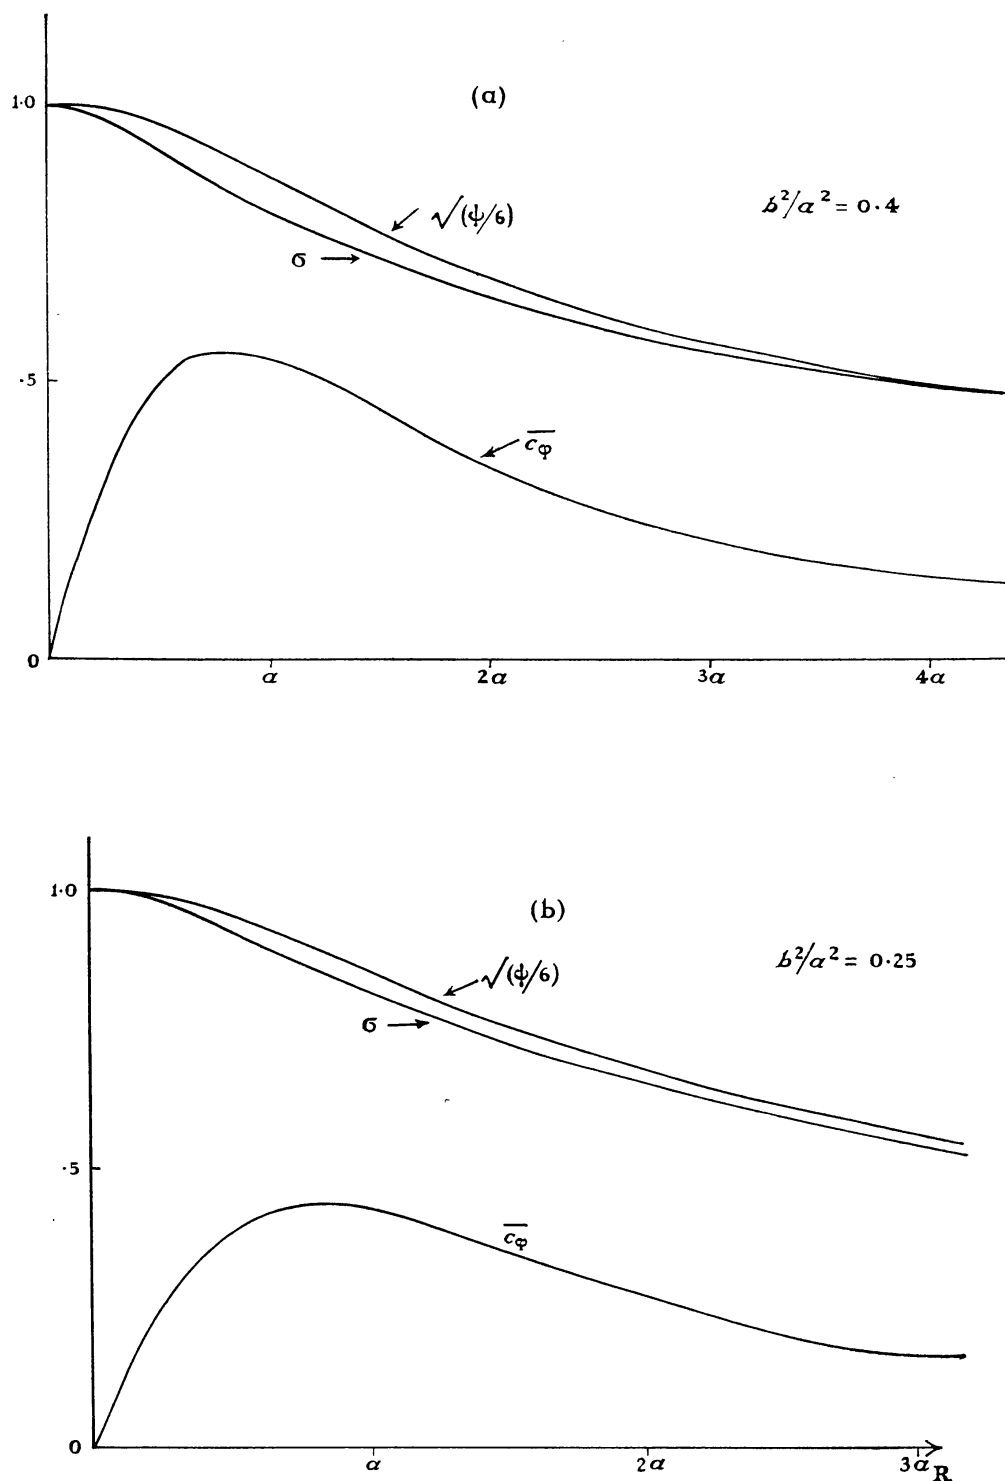 1·0
(a)
b²/a² = 0·4
√(ψ/6)
σ
·5
c̅φ̅
0
a 2a 3a 4a
1·0
(b)
b²/a² = 0·25
√(ψ/6)
σ
·5
c̅φ̅
0
a 2a 3a R